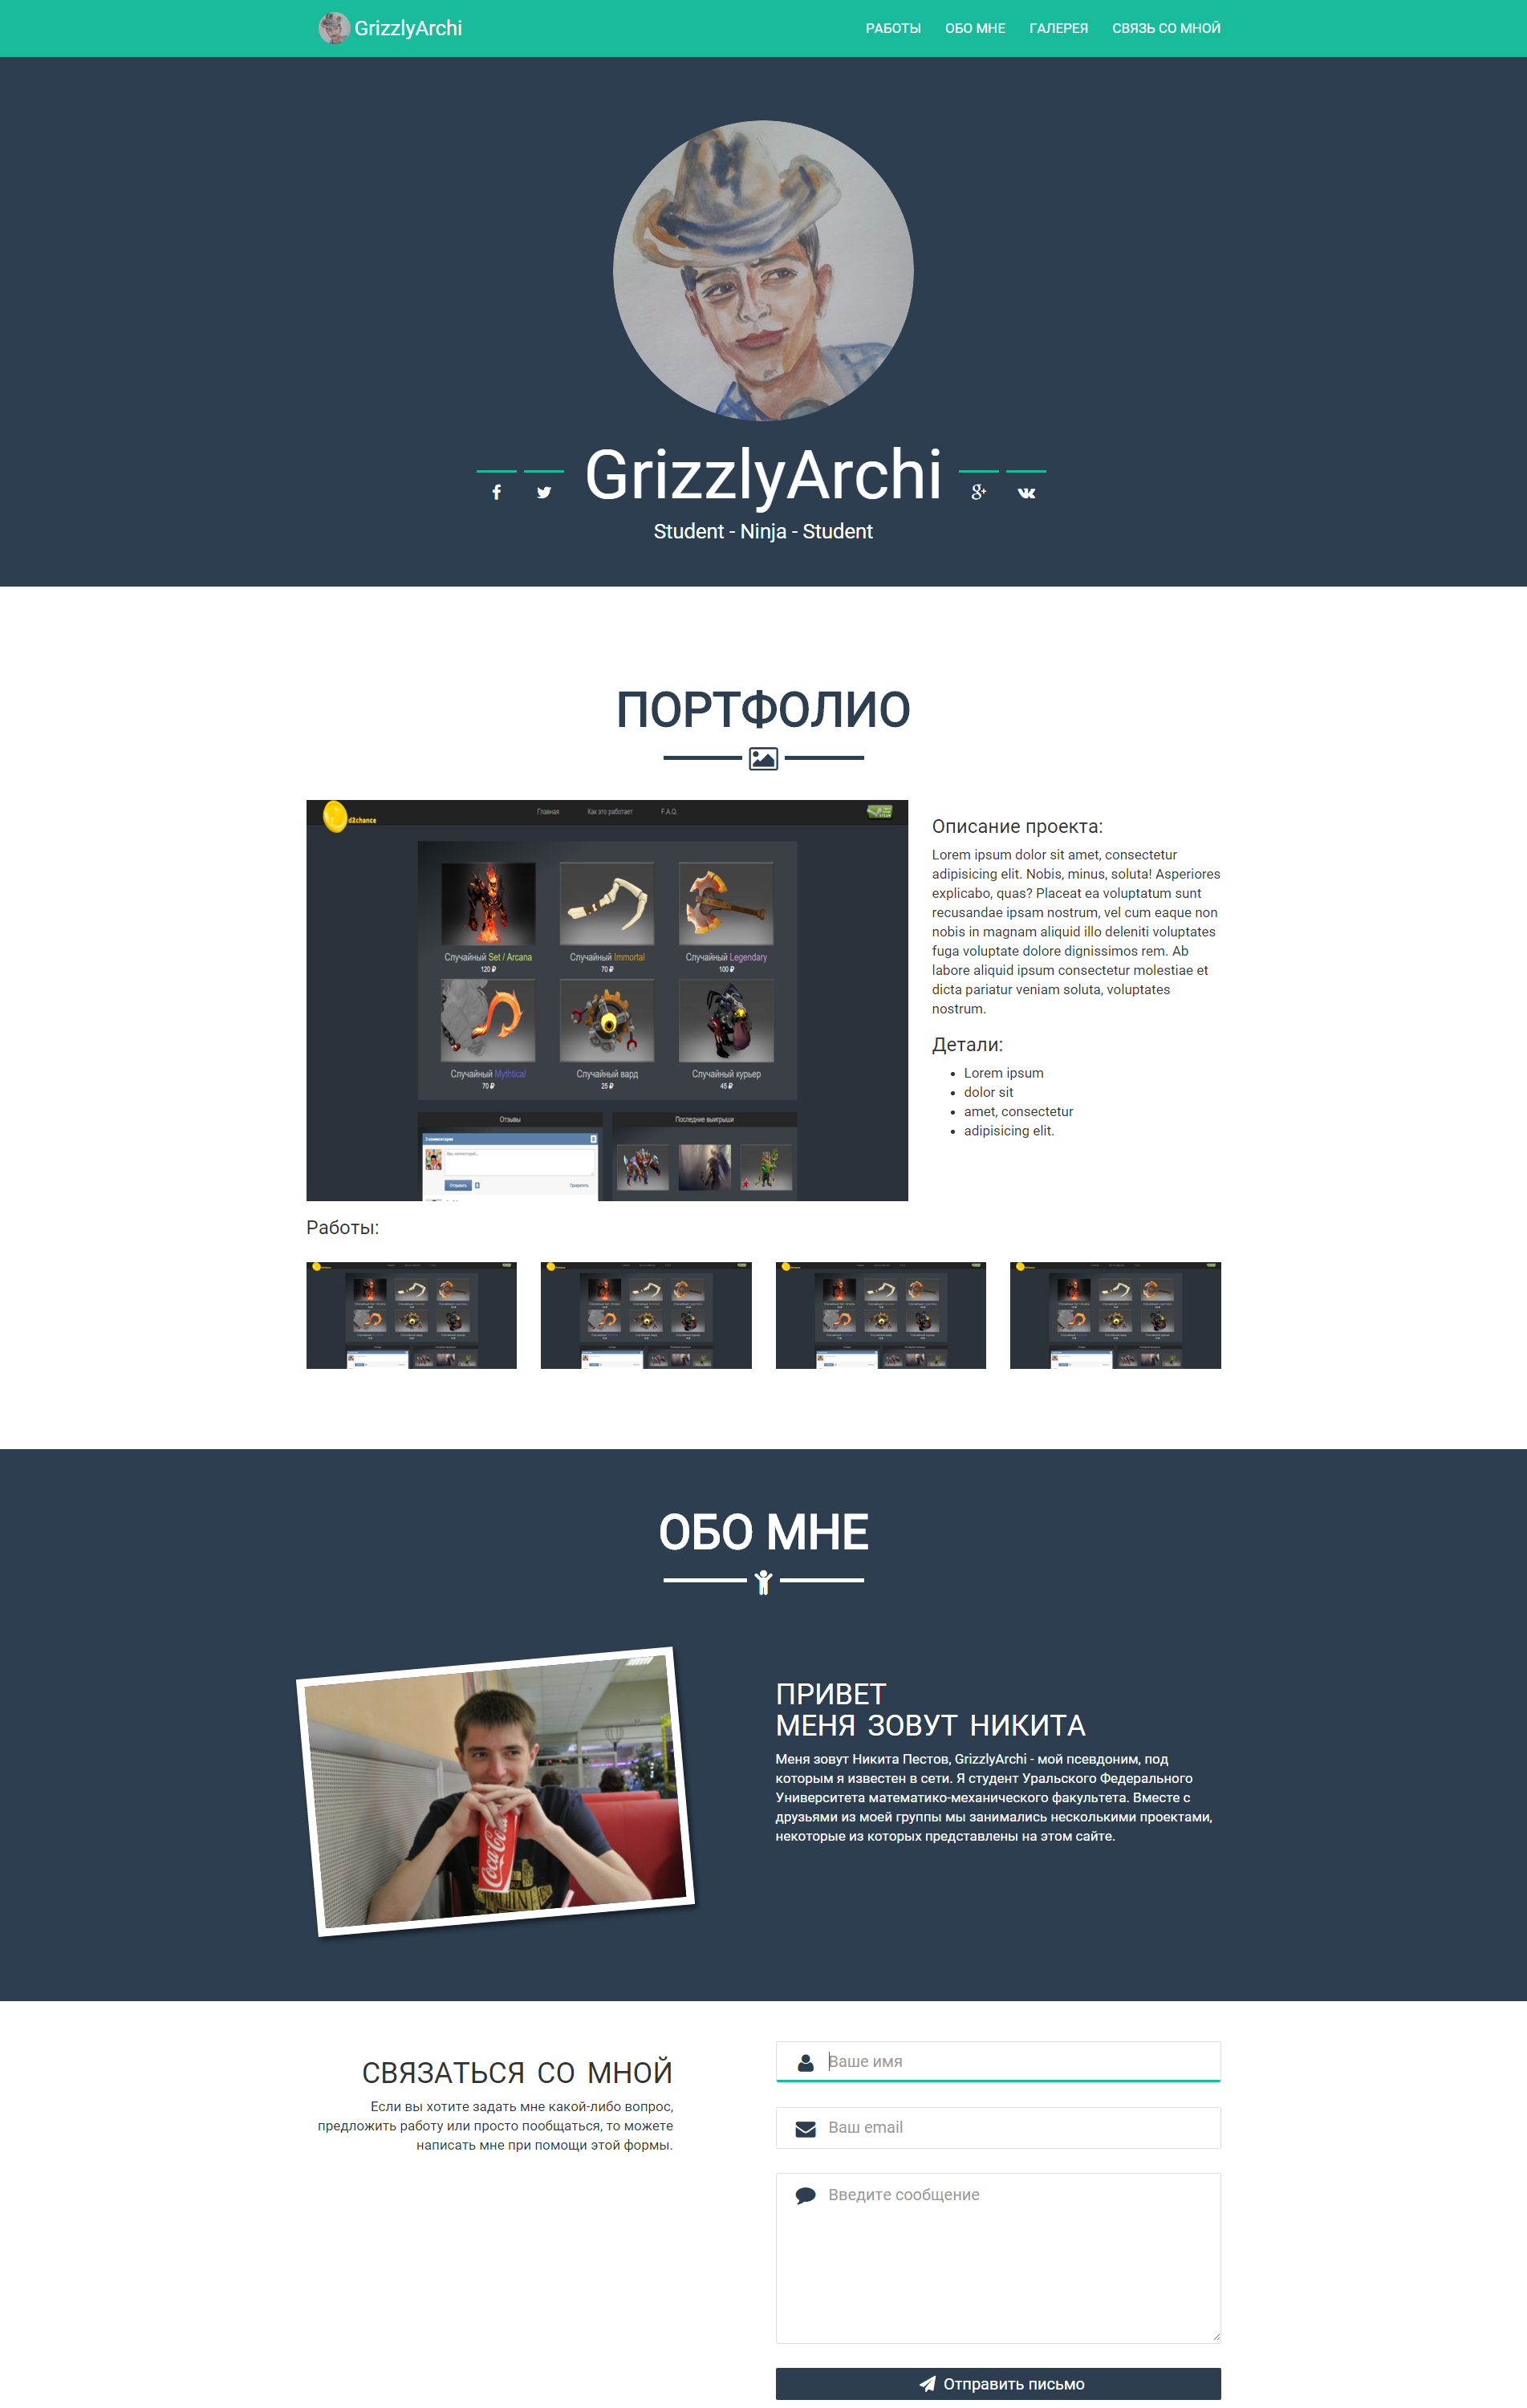 GrizzlyArchi
РАБОТЫ ОБО МНЕ ГАЛЕРЕЯ СВЯЗЬ СО МНОЙ
GrizzlyArchi
Student - Ninja - Student
ПОРТФОЛИО
d2chance
Главная Как это работает F.A.Q.
Случайный Set / Arcana
120 ₽
Случайный Immortal
70 ₽
Случайный Legendary
100 ₽
Случайный Mythtical
70 ₽
Случайный вард
25 ₽
Случайный курьер
45 ₽
Отзывы
Последние выигрыши
3 комментария
Ваш комментарий...
Отправить
Прикрепить
Описание проекта:
Lorem ipsum dolor sit amet, consectetur
adipisicing elit. Nobis, minus, soluta! Asperiores
explicabo, quas? Placeat ea voluptatum sunt
recusandae ipsam nostrum, vel cum eaque non
nobis in magnam aliquid illo deleniti voluptates
fuga voluptate dolore dignissimos rem. Ab
labore aliquid ipsum consectetur molestiae et
dicta pariatur veniam soluta, voluptates
nostrum.
Детали:
Lorem ipsum
dolor sit
amet, consectetur
adipisicing elit.
Работы:
ОБО МНЕ
Coca-Cola
ПРИВЕТ
МЕНЯ ЗОВУТ НИКИТА
Меня зовут Никита Пестов, GrizzlyArchi - мой псевдоним, под
которым я известен в сети. Я студент Уральского Федерального
Университета математико-механического факультета. Вместе с
друзьями из моей группы мы занимались несколькими проектами,
некоторые из которых представлены на этом сайте.
СВЯЗАТЬСЯ СО МНОЙ
Если вы хотите задать мне какой-либо вопрос,
предложить работу или просто пообщаться, то можете
написать мне при помощи этой формы.
Ваше имя
Ваш email
Введите сообщение
Отправить письмо